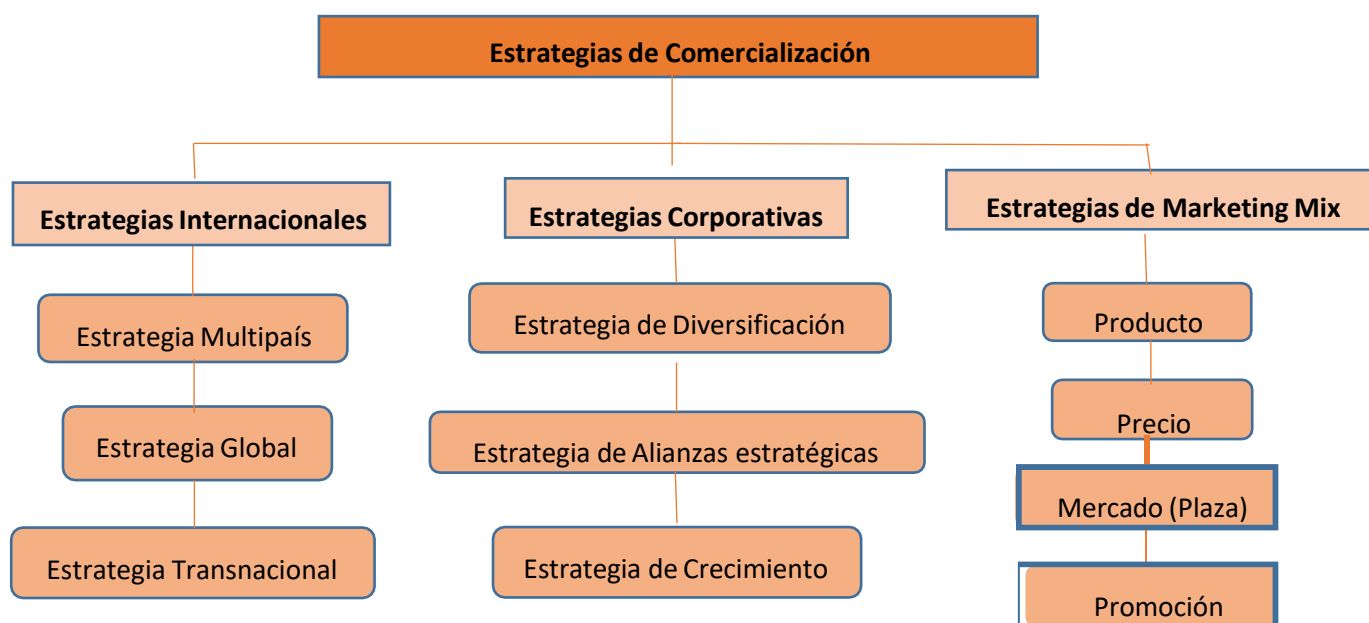 Estrategias de Comercialización
Estrategias Internacionales
Estrategia Multipaís
Estrategia Global
Estrategia Transnacional
Estrategias Corporativas
Estrategia de Diversificación
Estrategia de Alianzas estratégicas
Estrategia de Crecimiento
Estrategias de Marketing Mix
Producto
Precio
Mercado (Plaza)
Promoción